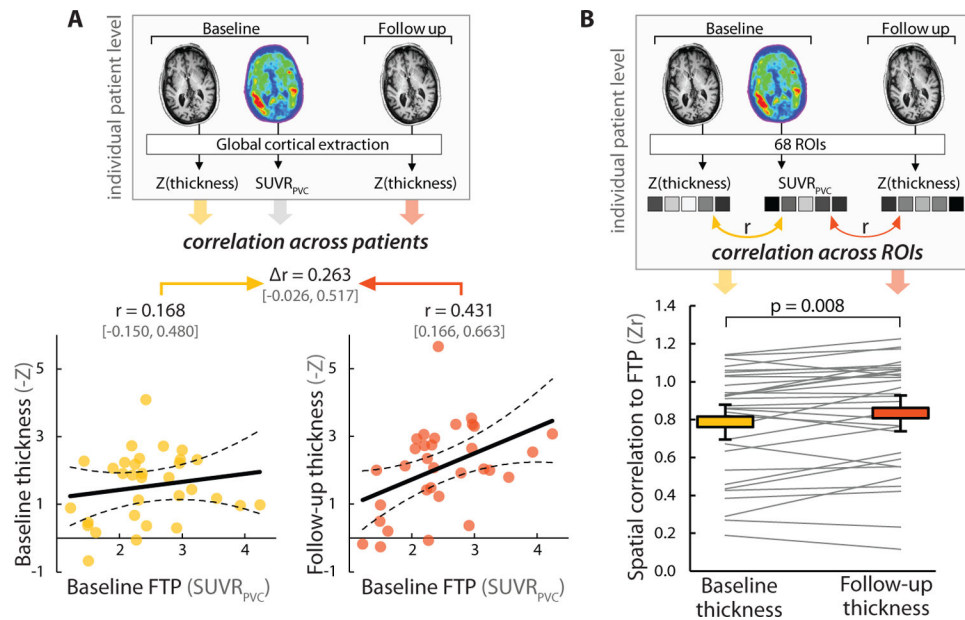 A
individual patient level
Baseline
Follow up
Global cortical extraction
Z(thickness)
SUVR_PVC
Z(thickness)
correlation across patients
Δr = 0.263
[-0.026, 0.517]
r = 0.168
[-0.150, 0.480]
r = 0.431
[0.166, 0.663]
Baseline thickness (-Z)
5
3
1
-1
2
3
4
Baseline FTP (SUVR_PVC)
Follow-up thickness (-Z)
5
3
1
-1
2
3
4
Baseline FTP (SUVR_PVC)
B
individual patient level
Baseline
Follow up
68 ROIs
Z(thickness)
SUVR_PVC
Z(thickness)
r
r
correlation across ROIs
p = 0.008
Spatial correlation to FTP (Zr)
1.4
1.2
1.0
0.8
0.6
0.4
0.2
0.0
Baseline
thickness
Follow-up
thickness